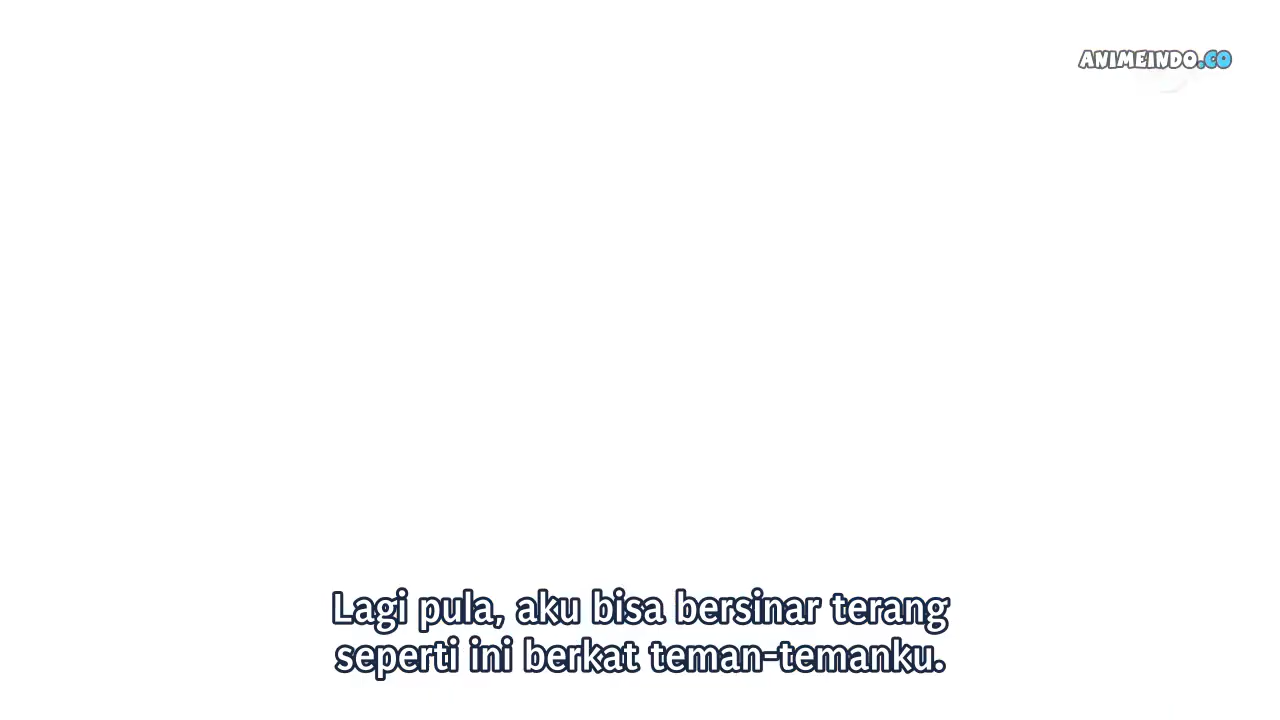 ANIMEINDO.CO
Lagi pula, aku bisa bersinar terang
seperti ini berkat teman-temanku.